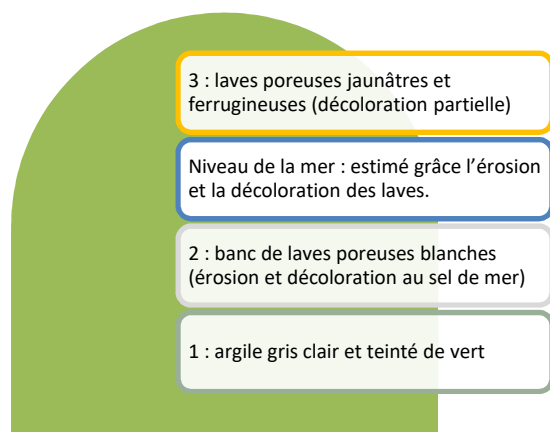 3 : laves poreuses jaunâtres et
ferrugineuses (décoloration partielle)
Niveau de la mer : estimé grâce l’érosion
et la décoloration des laves.
2 : banc de laves poreuses blanches
(érosion et décoloration au sel de mer)
1 : argile gris clair et teinté de vert